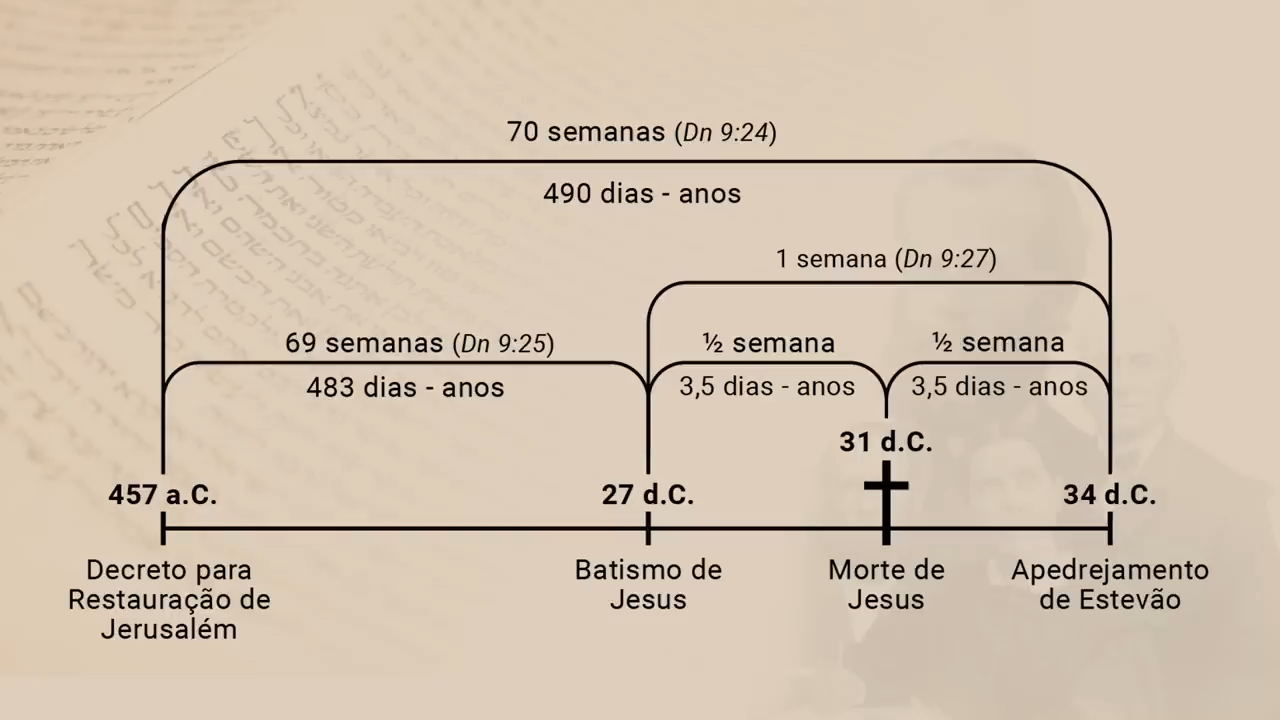 70 semanas (Dn 9:24)
490 dias - anos
1 semana (Dn 9:27)
69 semanas (Dn 9:25)
½ semana
½ semana
483 dias - anos
3,5 dias - anos
3,5 dias - anos
31 d.C.
457 a.C.
27 d.C.
34 d.C.
Decreto para
Restauração de
Jerusalém
Batismo de
Jesus
Morte de
Jesus
Apedrejamento
de Estevão